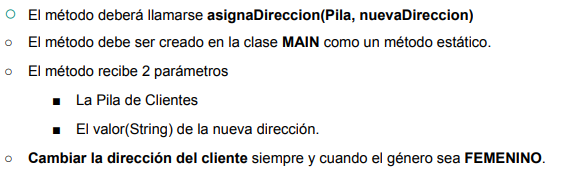 ○ El método deberá llamarse asignaDireccion(Pila, nuevaDireccion)
○ El método debe ser creado en la clase MAIN como un método estático.
○ El método recibe 2 parámetros
■ La Pila de Clientes
■ El valor(String) de la nueva dirección.
○ Cambiar la dirección del cliente siempre y cuando el género sea FEMENINO.